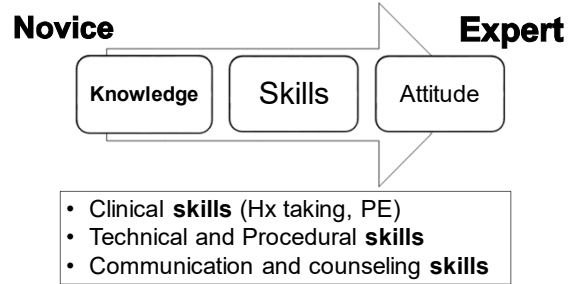 Novice
Expert
Knowledge
Skills
Attitude
• Clinical skills (Hx taking, PE)
• Technical and Procedural skills
• Communication and counseling skills